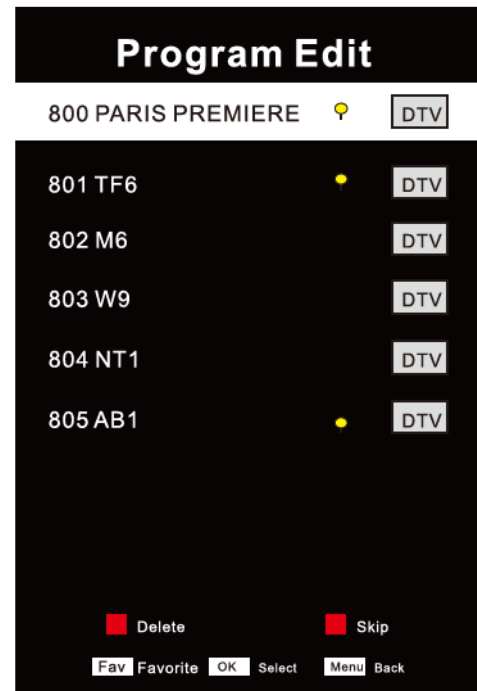 Program Edit
800 PARIS PREMIERE DTV
801 TF6 DTV
802 M6 DTV
803 W9 DTV
804 NT1 DTV
805 AB1 DTV
Delete Skip
Fav Favorite OK Select Menu Back